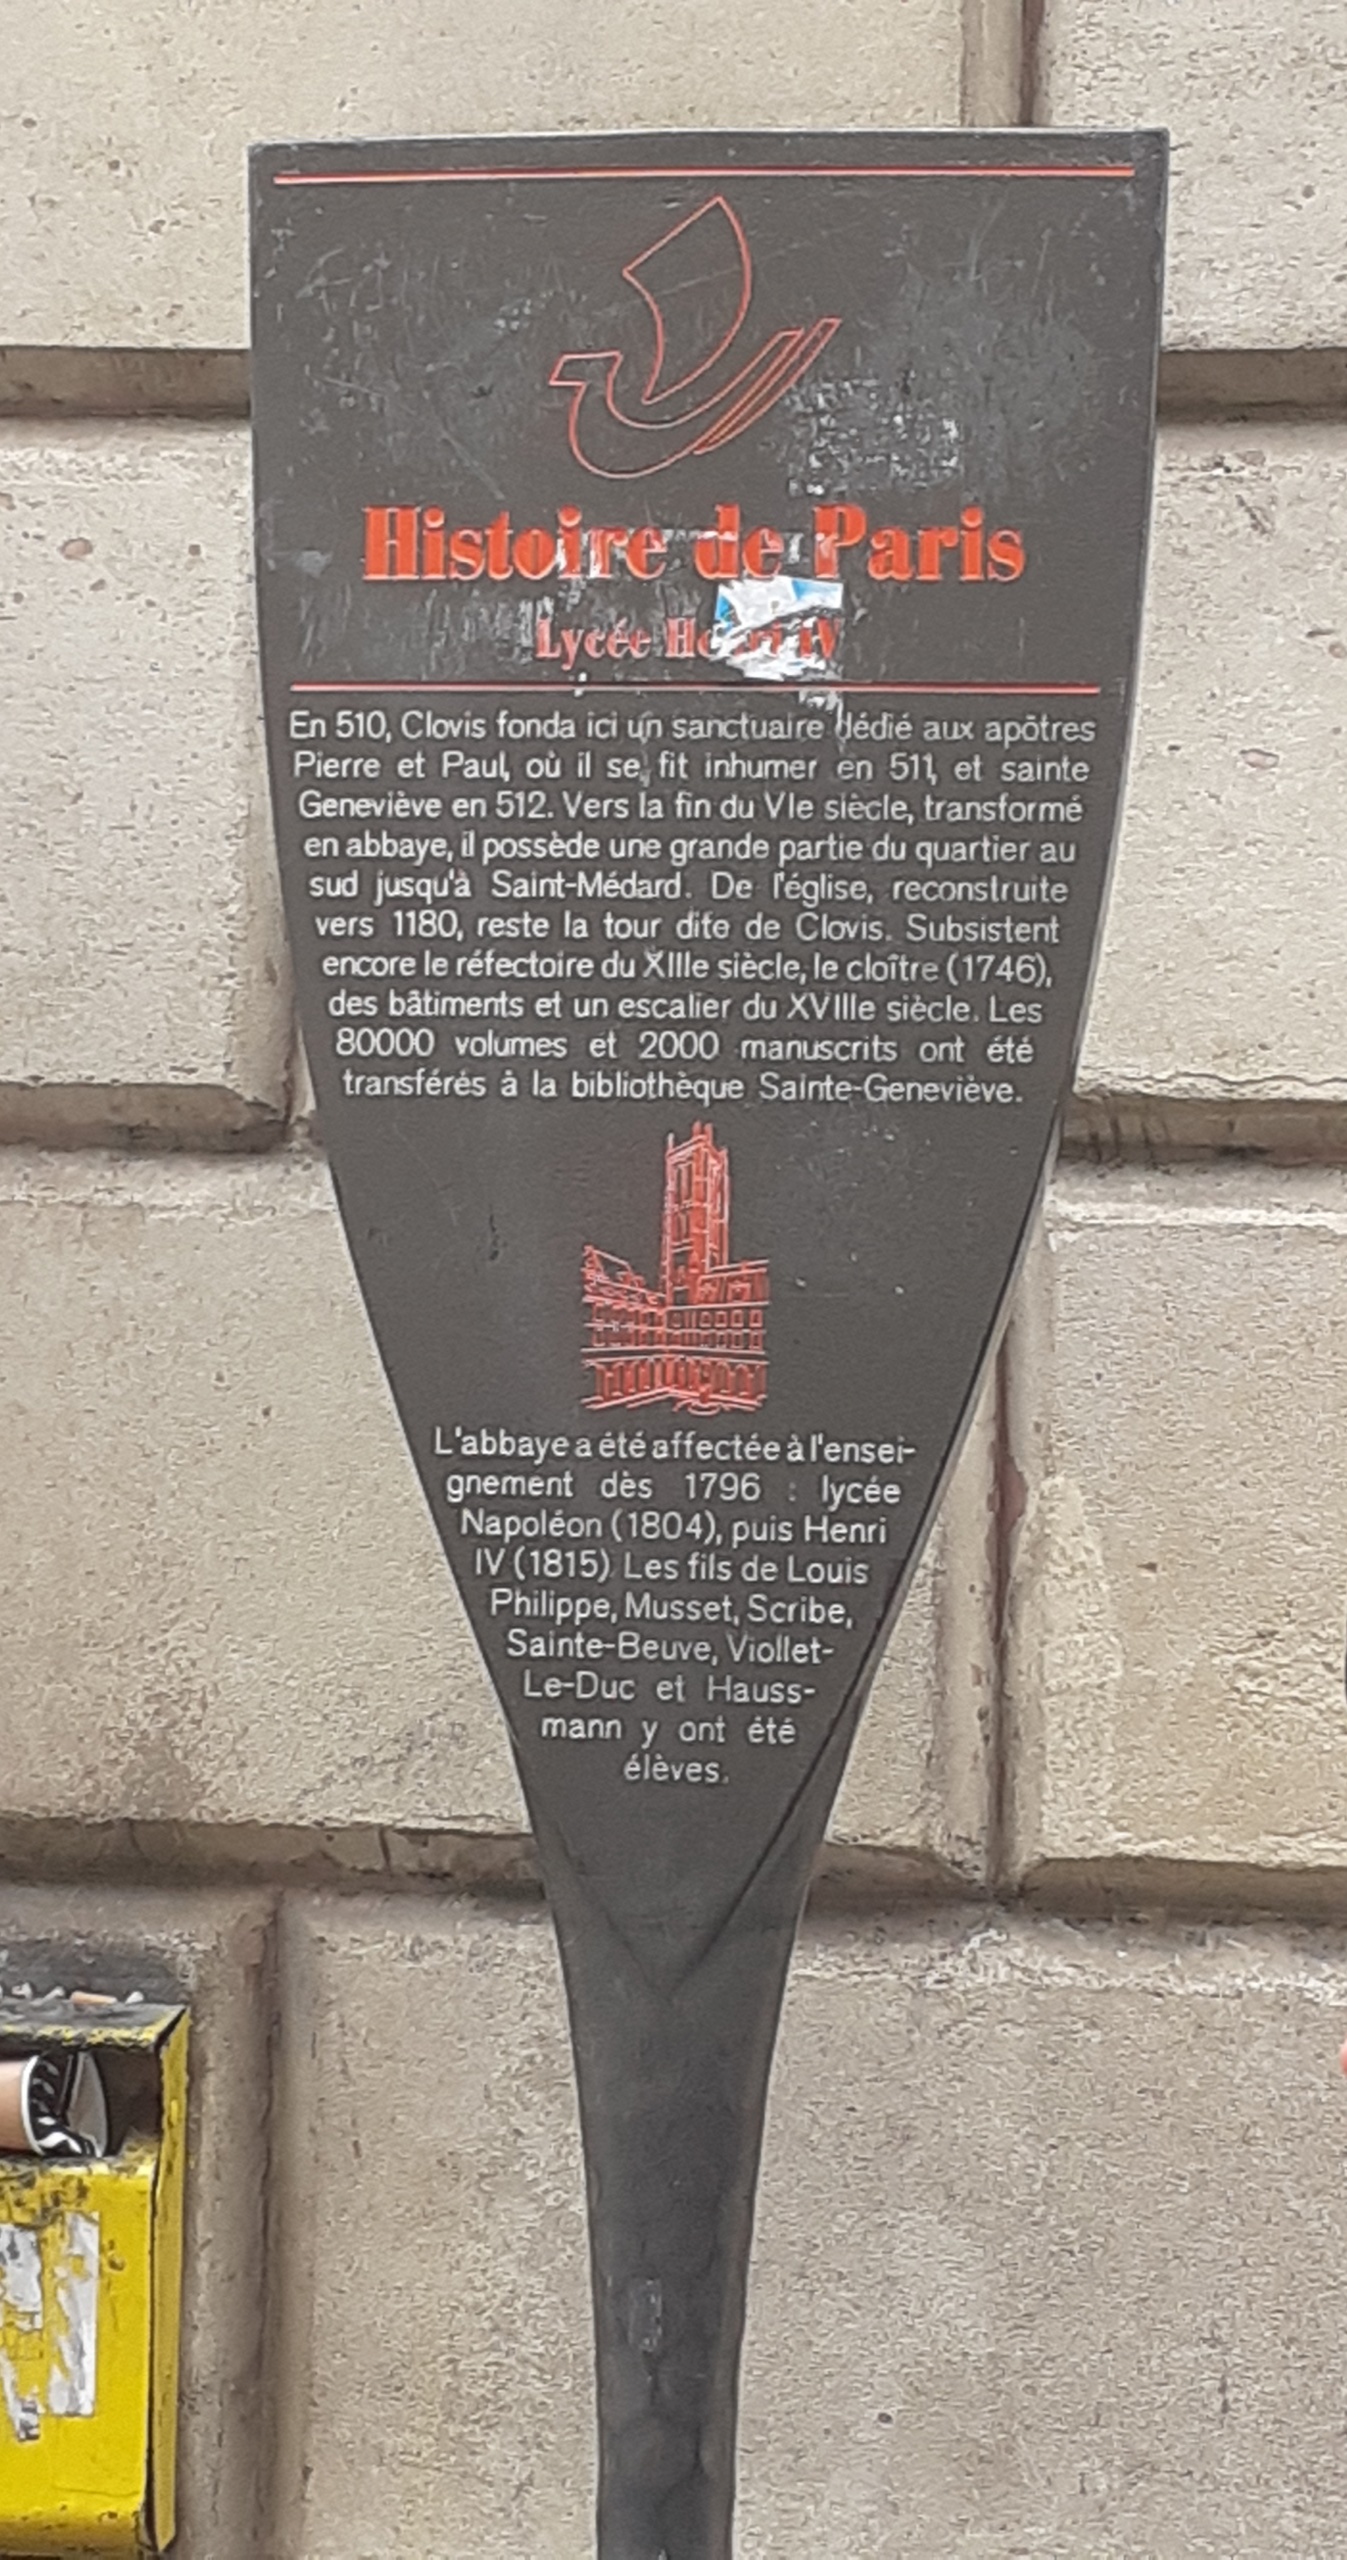 Histoire de Paris
Lycée Henri IV
En 510, Clovis fonda ici un sanctuaire dédié aux apôtres
Pierre et Paul, où il se fit inhumer en 511, et sainte
Geneviève en 512. Vers la fin du VIe siècle, transformé
en abbaye, il possède une grande partie du quartier au
sud jusqu'à Saint-Médard. De l'église, reconstruite
vers 1180, reste la tour dite de Clovis. Subsistent
encore le réfectoire du XIIIe siècle, le cloître (1746),
des bâtiments et un escalier du XVIIIe siècle. Les
80000 volumes et 2000 manuscrits ont été
transférés à la bibliothèque Sainte-Geneviève.
L'abbaye a été affectée à l'ensei-
gnement dès 1796 : lycée
Napoléon (1804), puis Henri
IV (1815). Les fils de Louis
Philippe, Musset, Scribe,
Sainte-Beuve, Viollet-
Le-Duc et Hauss-
mann y ont été
élèves.